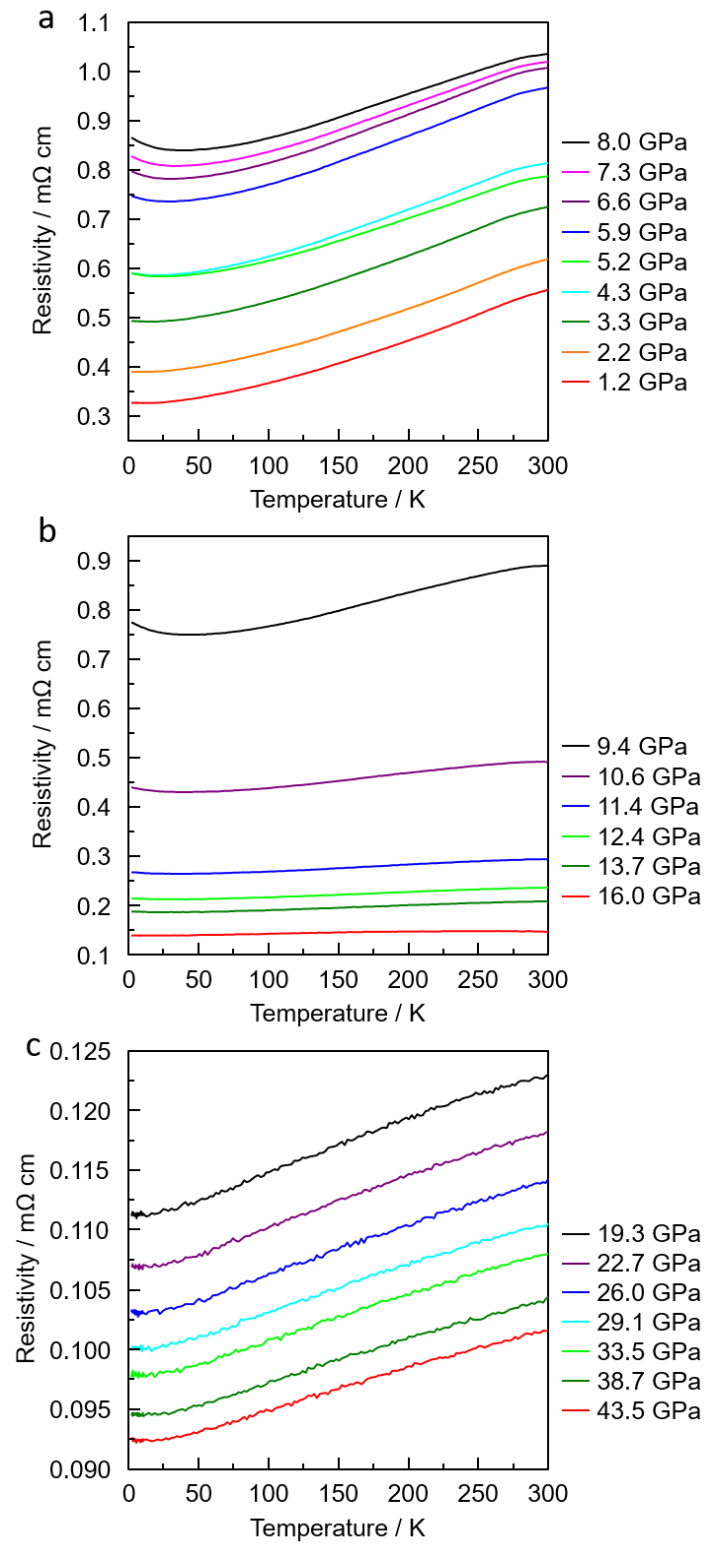 a
1.1
1.0
0.9
0.8
0.7
0.6
0.5
0.4
0.3
Resistivity / mΩ cm
0 50 100 150 200 250 300
Temperature / K
8.0 GPa
7.3 GPa
6.6 GPa
5.9 GPa
5.2 GPa
4.3 GPa
3.3 GPa
2.2 GPa
1.2 GPa
b
0.9
0.8
0.7
0.6
0.5
0.4
0.3
0.2
0.1
Resistivity / mΩ cm
0 50 100 150 200 250 300
Temperature / K
9.4 GPa
10.6 GPa
11.4 GPa
12.4 GPa
13.7 GPa
16.0 GPa
c
0.125
0.120
0.115
0.110
0.105
0.100
0.095
0.090
Resistivity / mΩ cm
0 50 100 150 200 250 300
Temperature / K
19.3 GPa
22.7 GPa
26.0 GPa
29.1 GPa
33.5 GPa
38.7 GPa
43.5 GPa